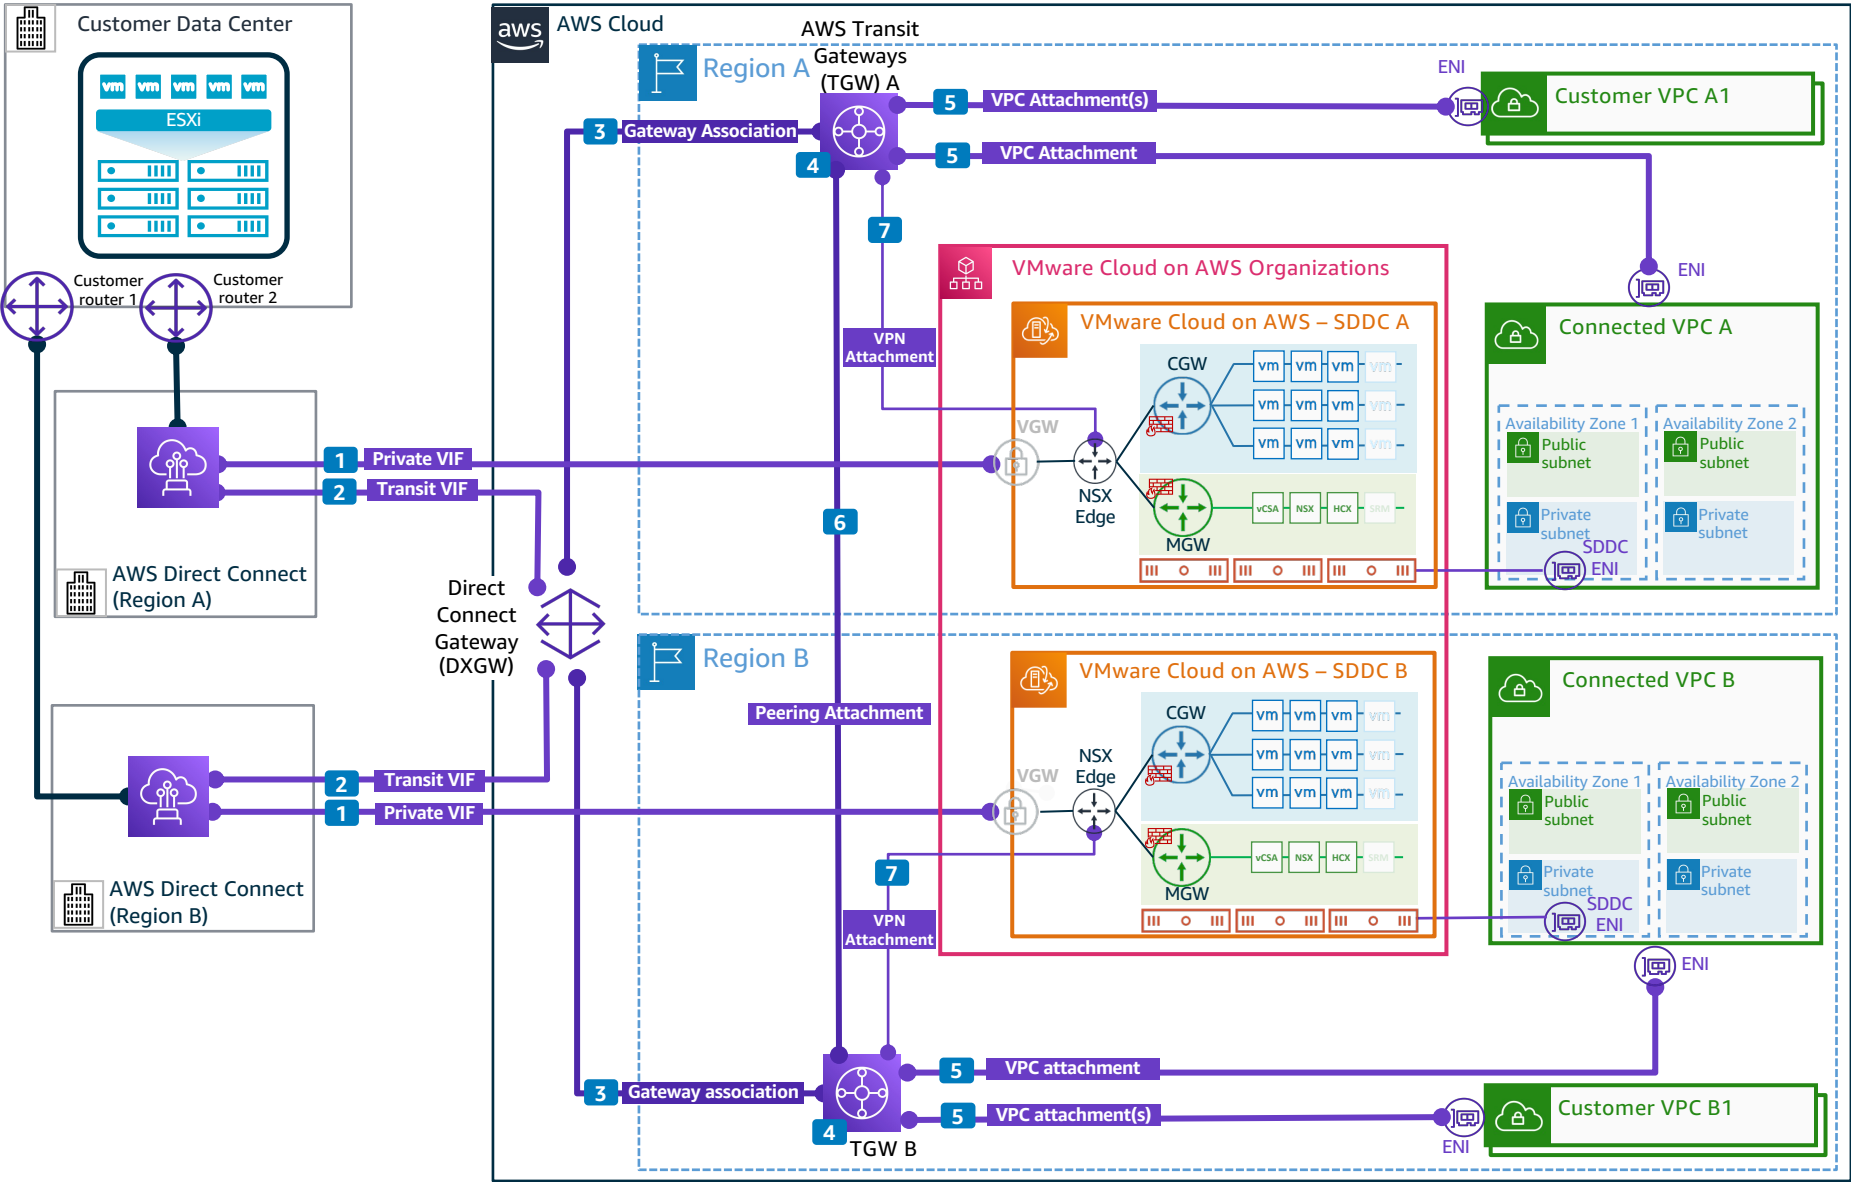 Customer Data Center
vm vm vm vm vm
ESXi
Customer
router 1
Customer
router 2
AWS Direct Connect
(Region A)
AWS Direct Connect
(Region B)
aws
AWS Cloud
AWS Transit
Gateways
(TGW) A
Region A
3 Gateway Association
4
5 VPC Attachment(s)
5 VPC Attachment
ENI
Customer VPC A1
7
VPN
Attachment
ENI
VMware Cloud on AWS Organizations
VMware Cloud on AWS – SDDC A
CGW
vm vm vm vm
vm vm vm vm
vm vm vm vm
VGW
NSX
Edge
MGW
vCSA NSX HCX SRM
Connected VPC A
Availability Zone 1
Public
subnet
Private
subnet
SDDC
ENI
Availability Zone 2
Public
subnet
Private
subnet
1 Private VIF
2 Transit VIF
6
Direct
Connect
Gateway
(DXGW)
Region B
Peering Attachment
2 Transit VIF
1 Private VIF
VMware Cloud on AWS – SDDC B
CGW
vm vm vm vm
vm vm vm vm
vm vm vm vm
NSX
Edge
VGW
MGW
vCSA NSX HCX SRM
Connected VPC B
Availability Zone 1
Public
subnet
Private
subnet
SDDC
ENI
Availability Zone 2
Public
subnet
Private
subnet
7
VPN
Attachment
ENI
3 Gateway association
4
TGW B
5 VPC attachment
5 VPC attachment(s)
ENI
Customer VPC B1